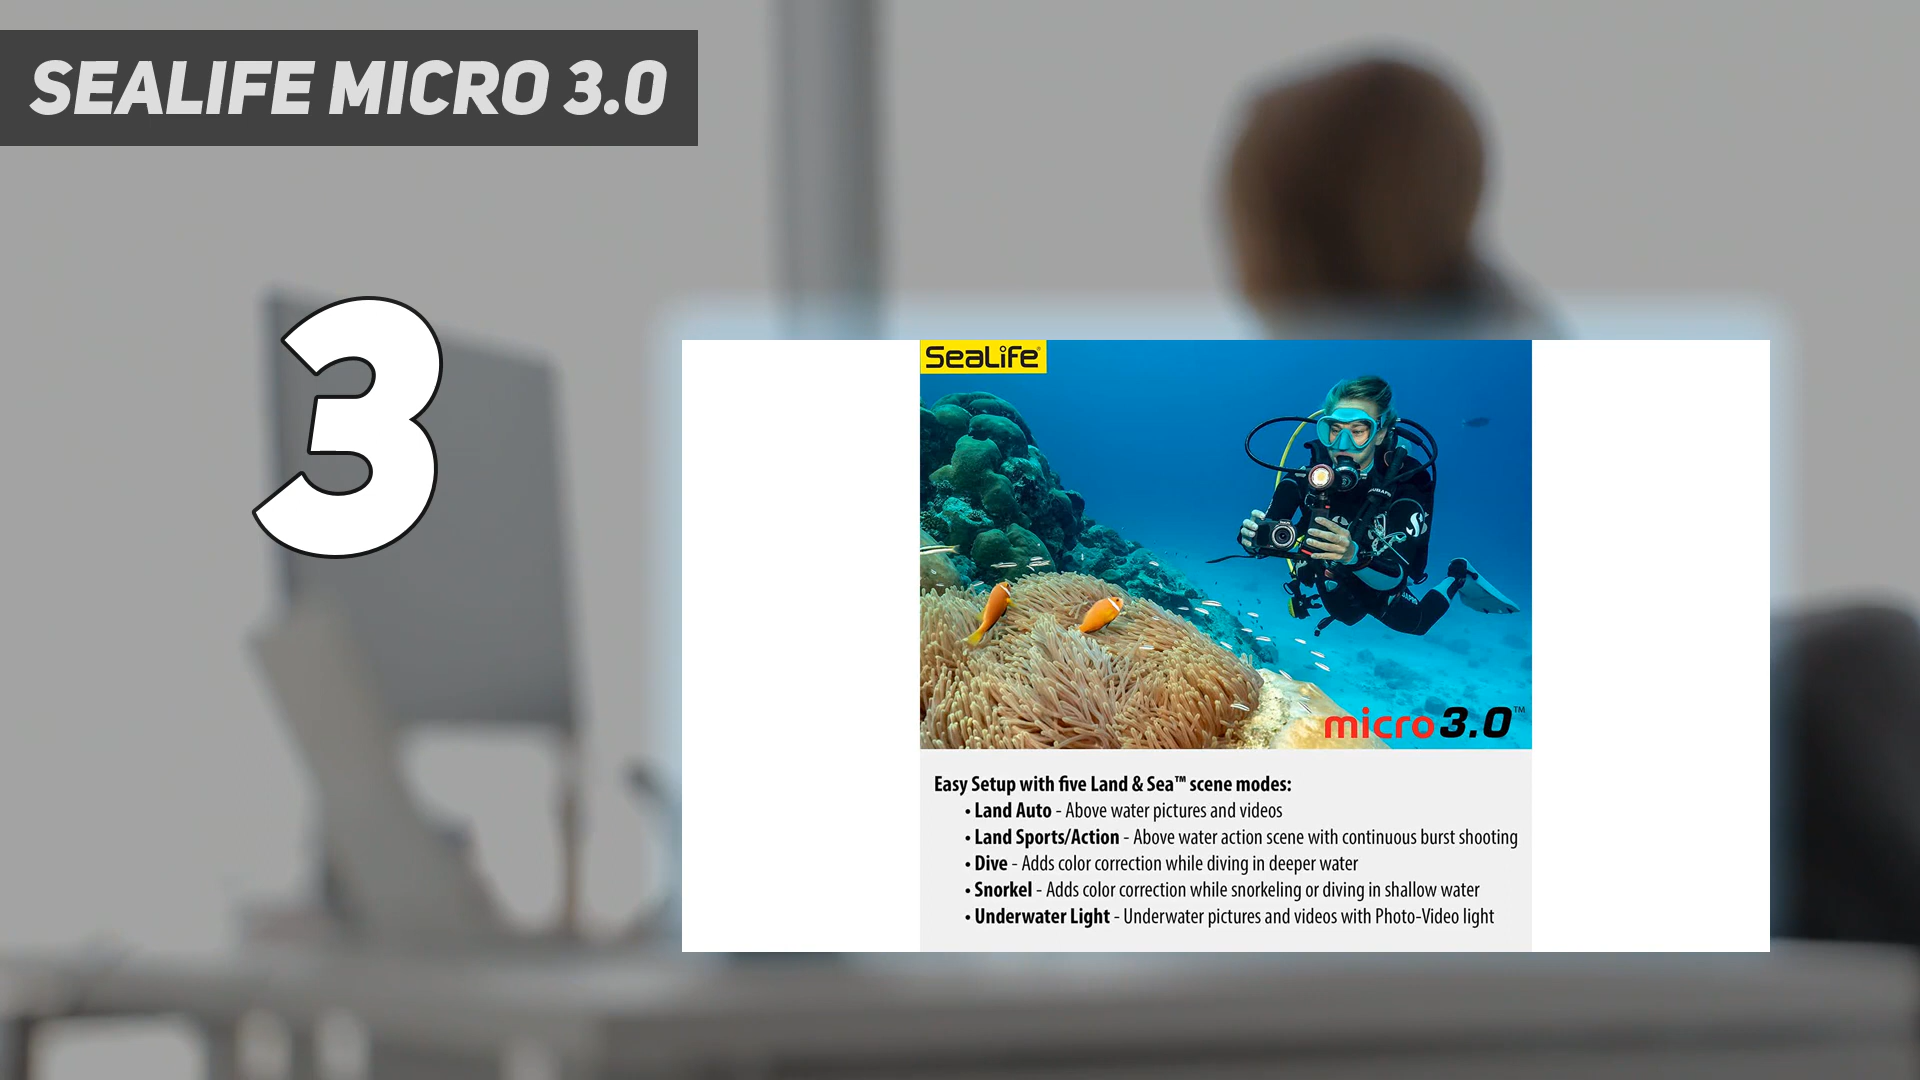 SEALIFE MICRO 3.0
3
SeaLife®
micro 3.0™
Easy Setup with five Land & Sea™ scene modes:
• Land Auto - Above water pictures and videos
• Land Sports/Action - Above water action scene with continuous burst shooting
• Dive - Adds color correction while diving in deeper water
• Snorkel - Adds color correction while snorkeling or diving in shallow water
• Underwater Light - Underwater pictures and videos with Photo-Video light